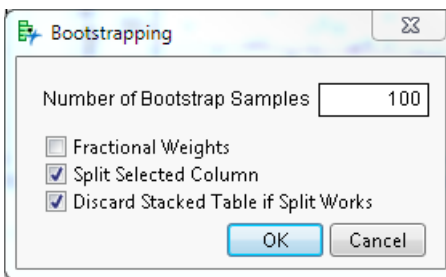 Bootstrapping
Number of Bootstrap Samples 100
Fractional Weights
Split Selected Column
Discard Stacked Table if Split Works
OK Cancel